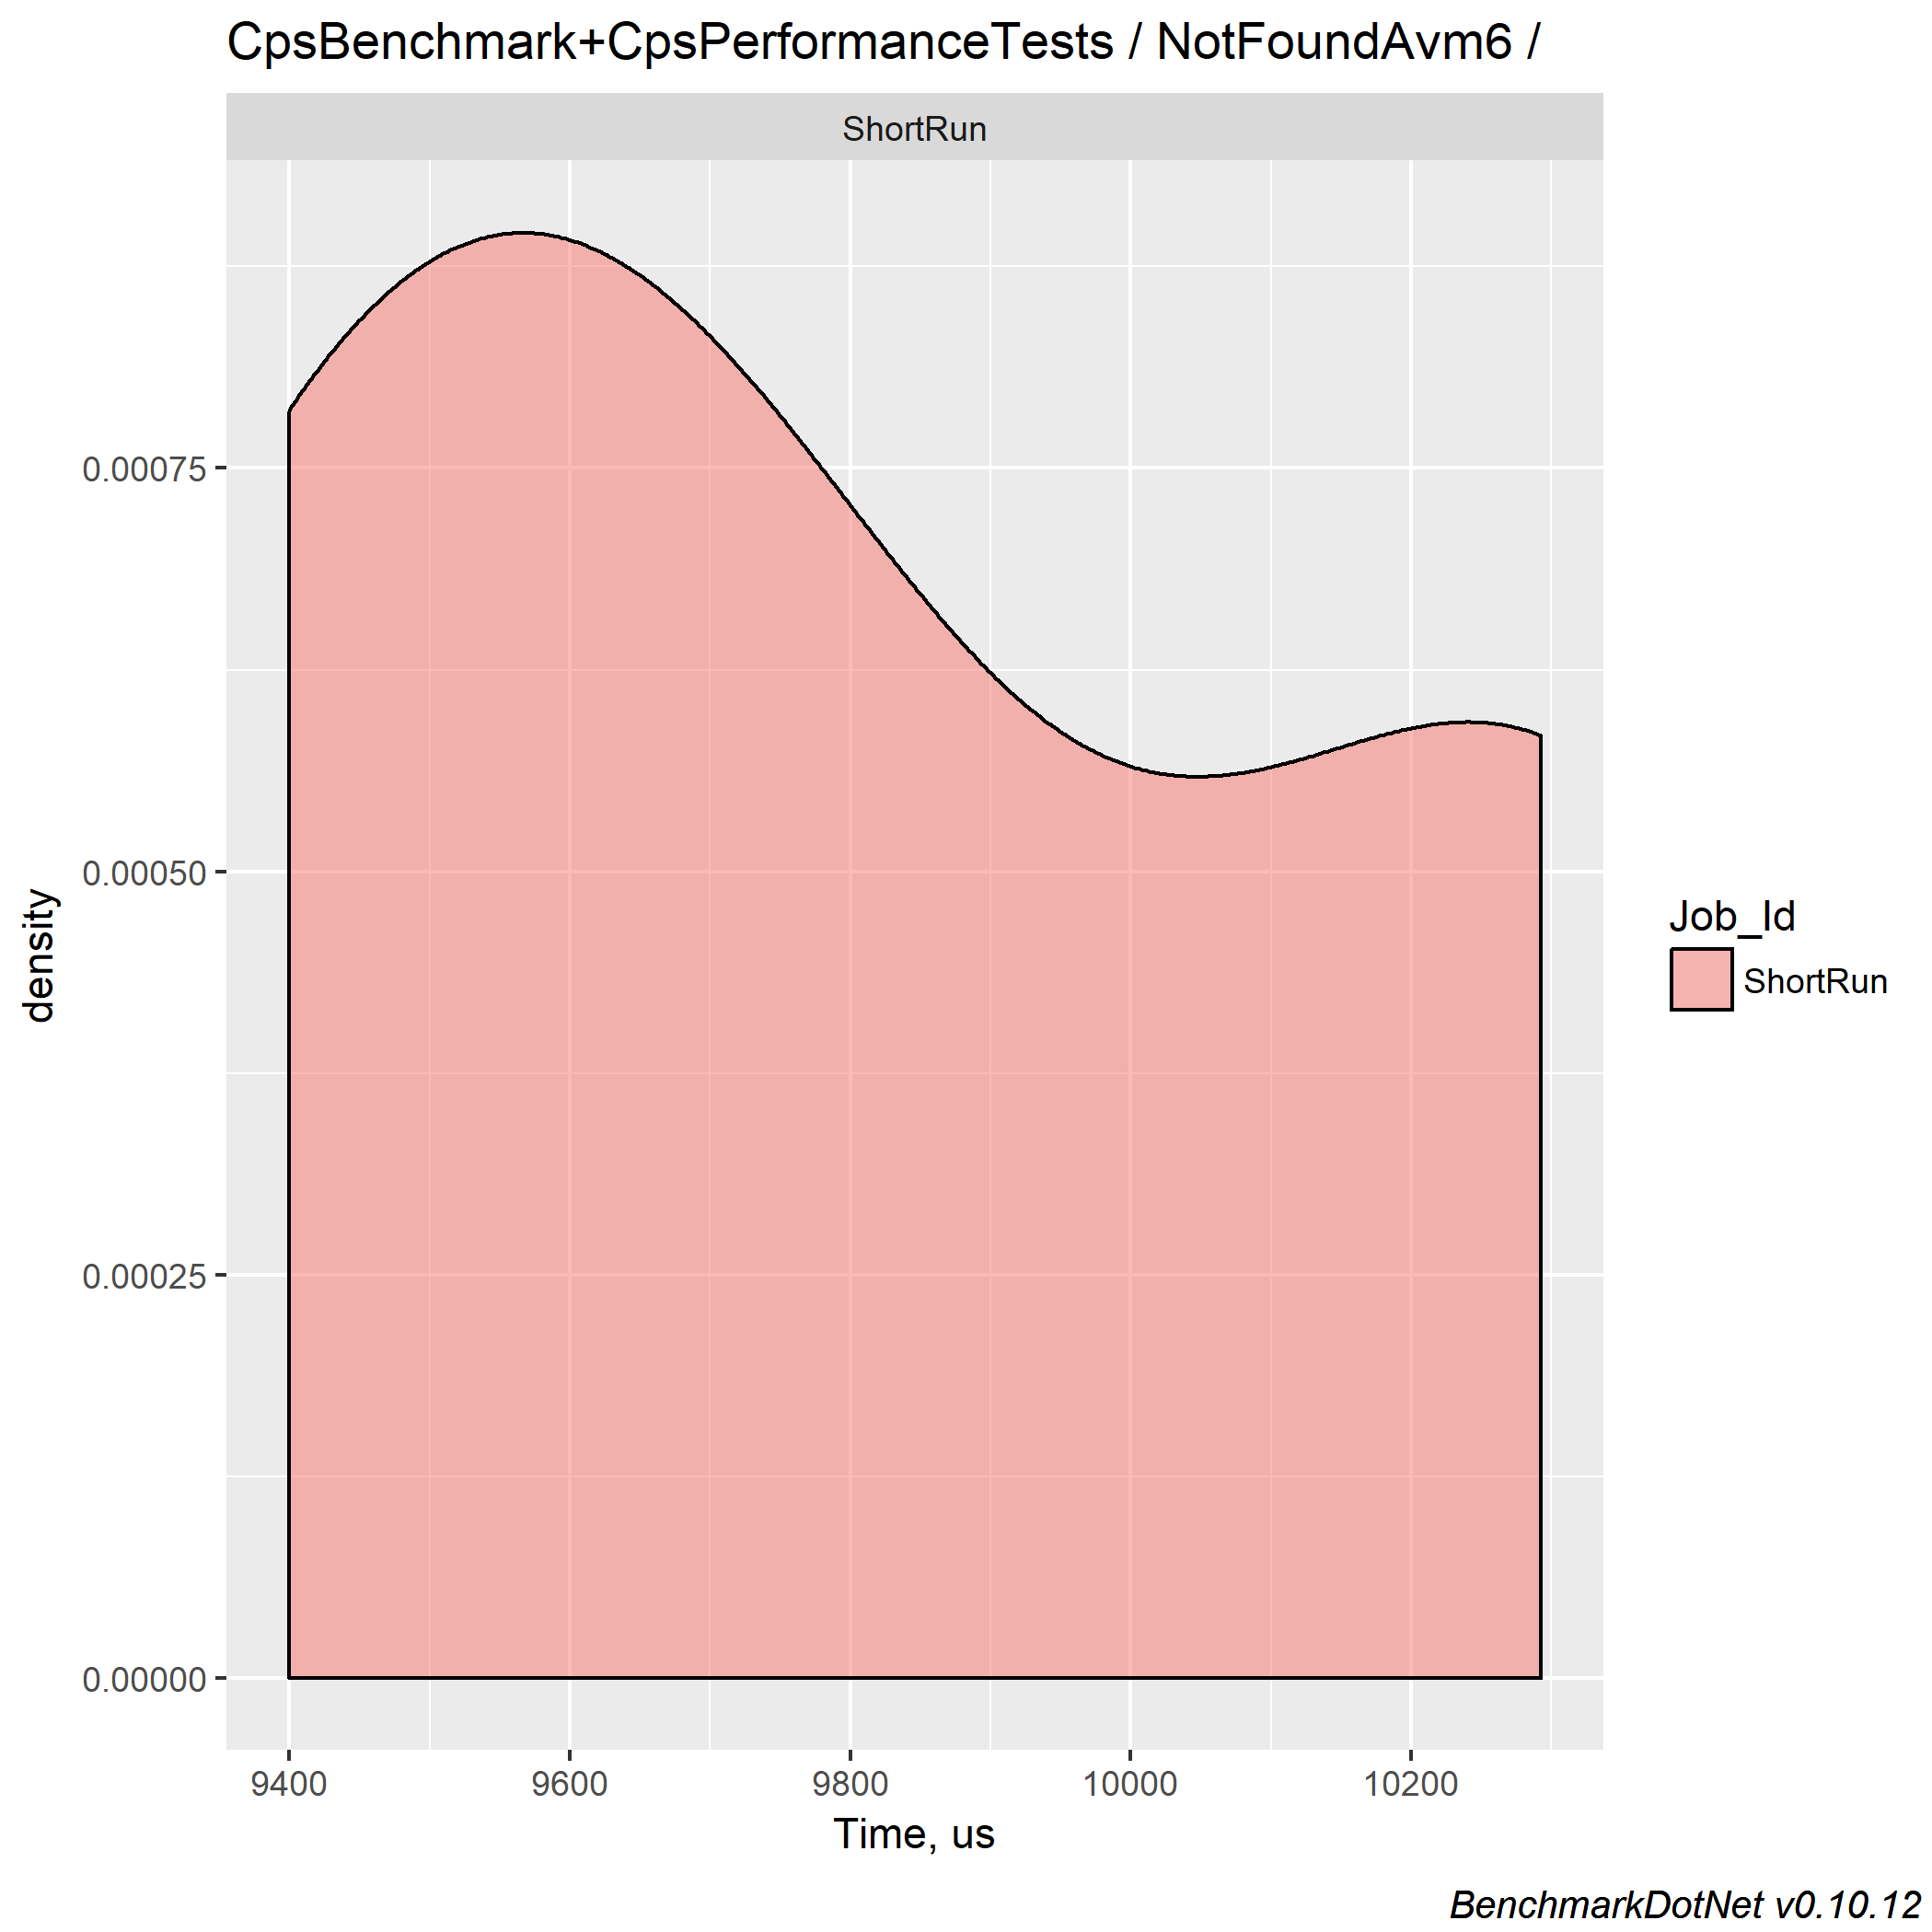 CpsBenchmark+CpsPerformanceTests / NotFoundAvm6 /
ShortRun
0.00075
0.00050
0.00025
0.00000
density
9400 9600 9800 10000 10200
Time, us
Job_Id
ShortRun
BenchmarkDotNet v0.10.12